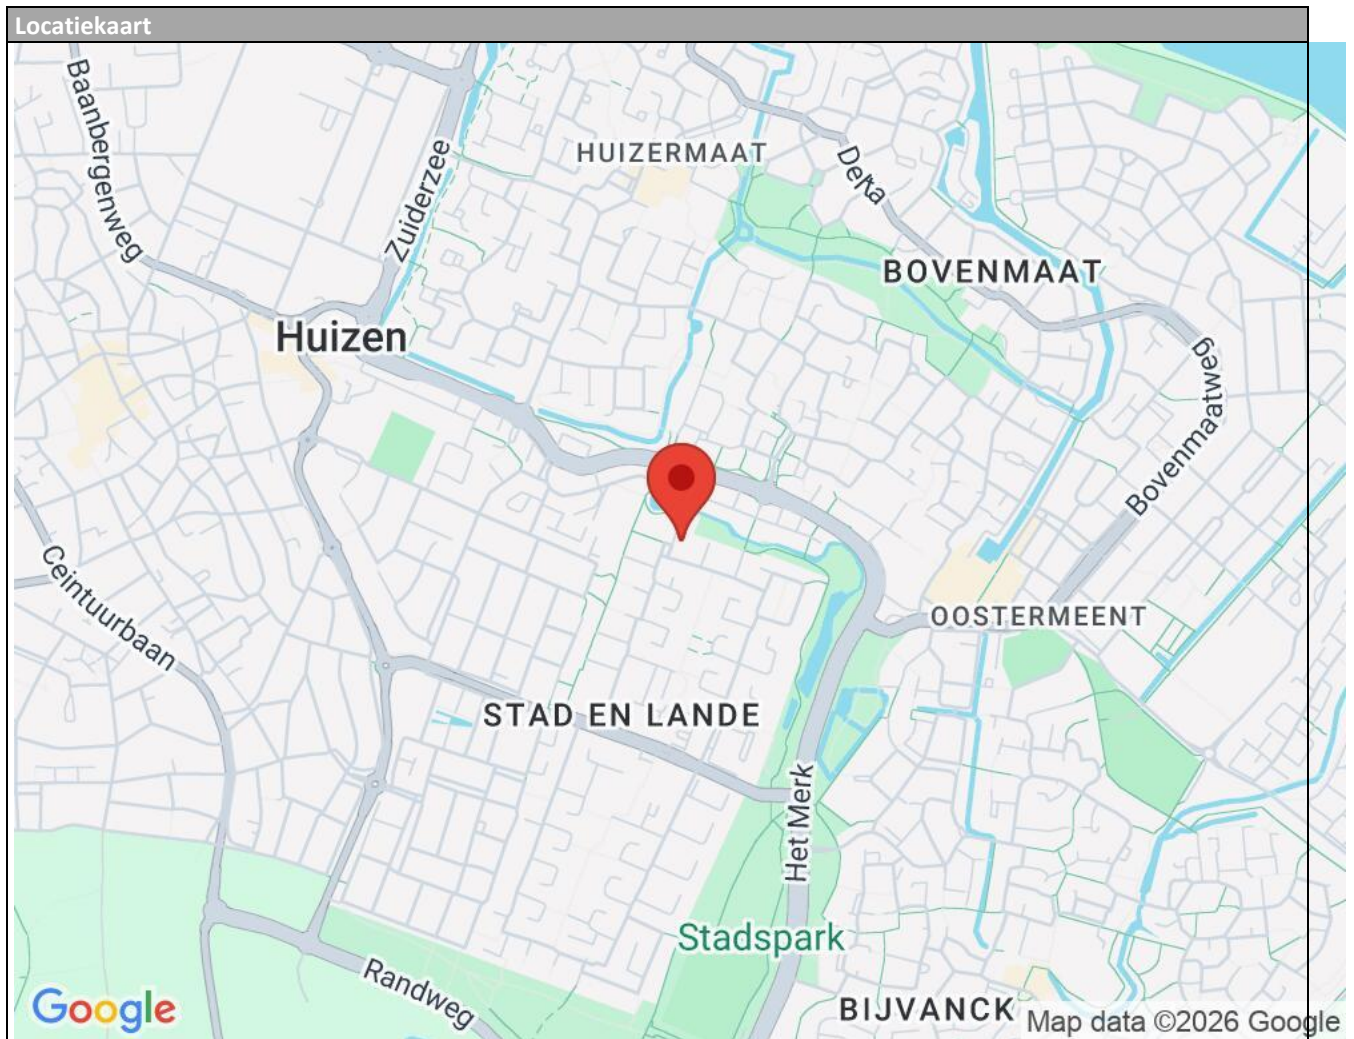 Locatiekaart
Baanbergenweg
Zuiderzee
HUIZERMAAT
Delta
BOVENMAAT
Huizen
Bovenmaatweg
Ceintuurbaan
OOSTERMEENT
STAD EN LANDE
Het Merk
Stadspark
Randweg
BIJVANCK
Google
Map data ©2026 Google